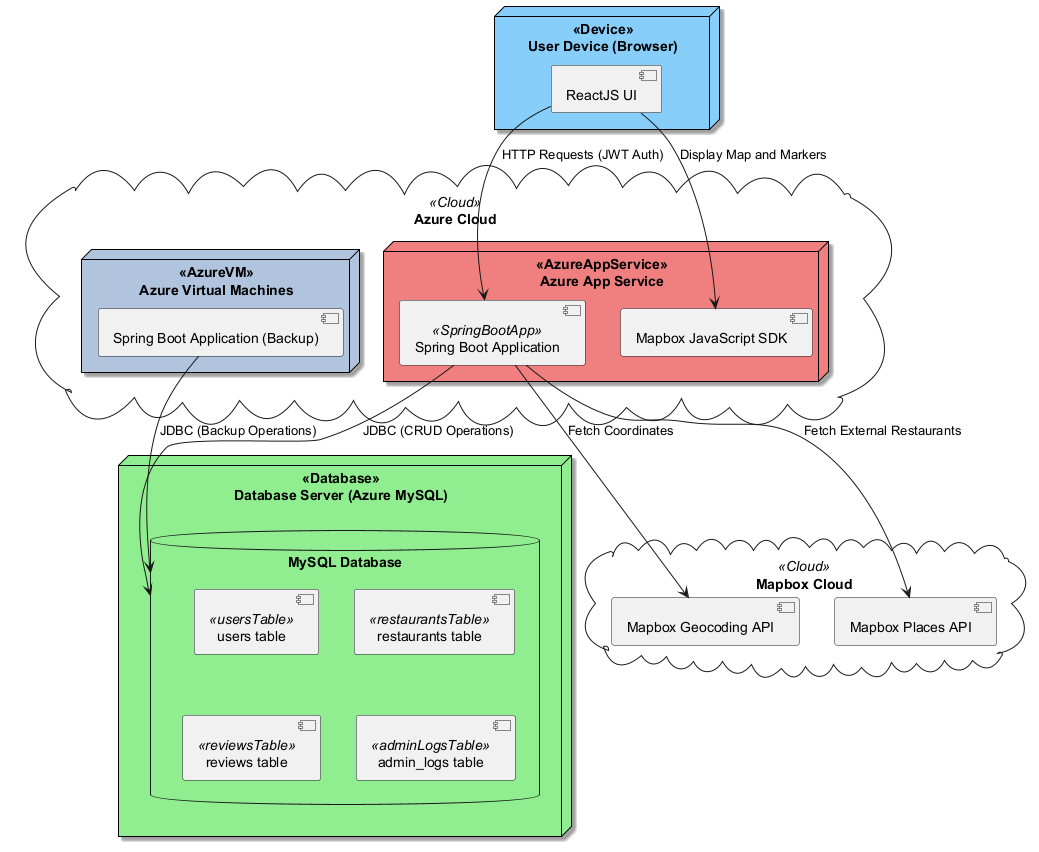 «Device»
User Device (Browser)
ReactJS UI
HTTP Requests (JWT Auth)
Display Map and Markers
«Cloud»
Azure Cloud
«AzureVM»
Azure Virtual Machines
Spring Boot Application (Backup)
«AzureAppService»
Azure App Service
«SpringBootApp»
Spring Boot Application
Mapbox JavaScript SDK
JDBC (Backup Operations)
JDBC (CRUD Operations)
Fetch Coordinates
Fetch External Restaurants
«Database»
Database Server (Azure MySQL)
MySQL Database
«usersTable»
users table
«restaurantsTable»
restaurants table
«reviewsTable»
reviews table
«adminLogsTable»
admin_logs table
«Cloud»
Mapbox Cloud
Mapbox Geocoding API
Mapbox Places API